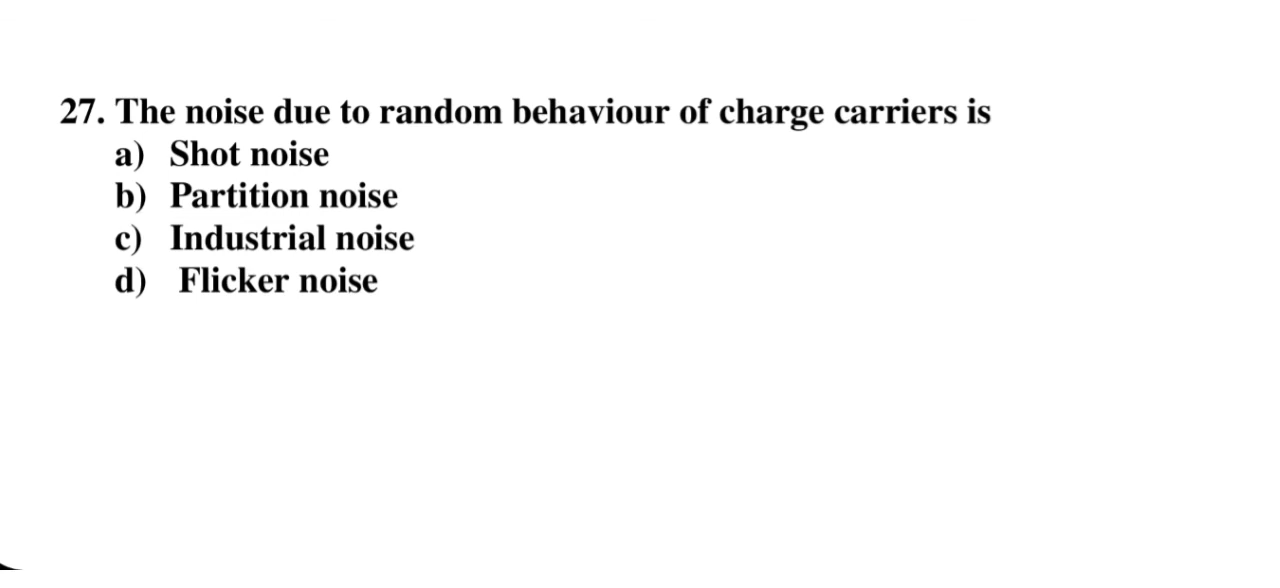 27. The noise due to random behaviour of charge carriers is
a) Shot noise
b) Partition noise
c) Industrial noise
d) Flicker noise